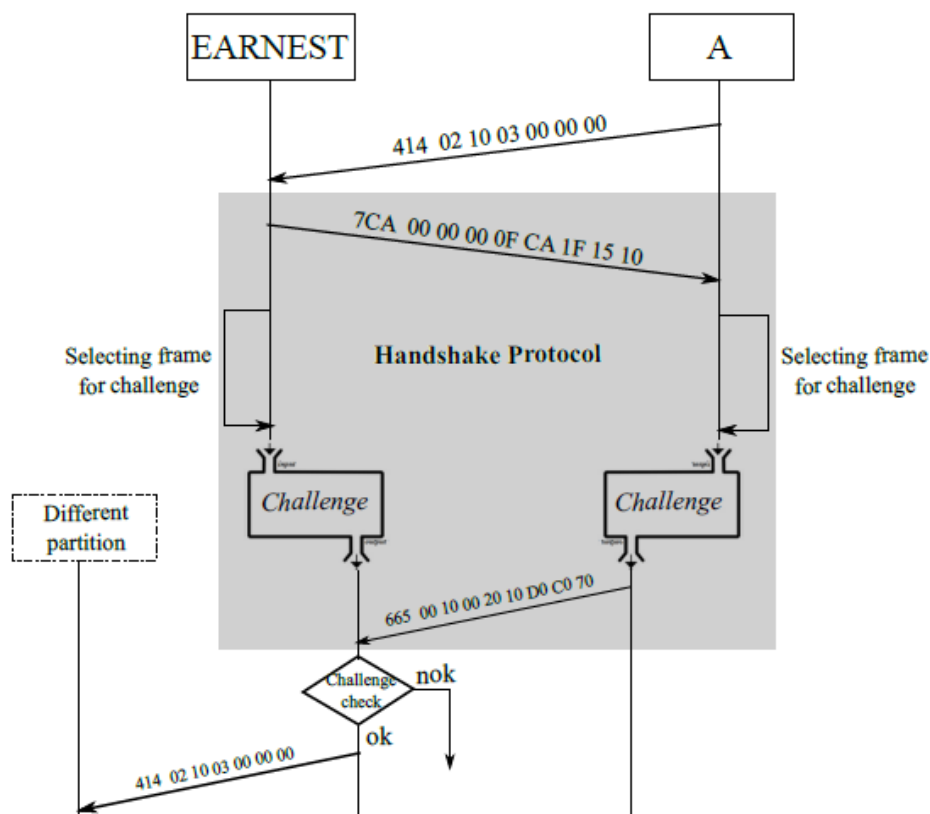 EARNEST
A
414 02 10 03 00 00 00
7CA 00 00 00 0F CA 1F 15 10
Selecting frame
for challenge
Handshake Protocol
Selecting frame
for challenge
Challenge
Challenge
Different
partition
665 00 10 00 20 10 D0 C0 70
Challenge
check
nok
ok
414 02 10 03 00 00 00